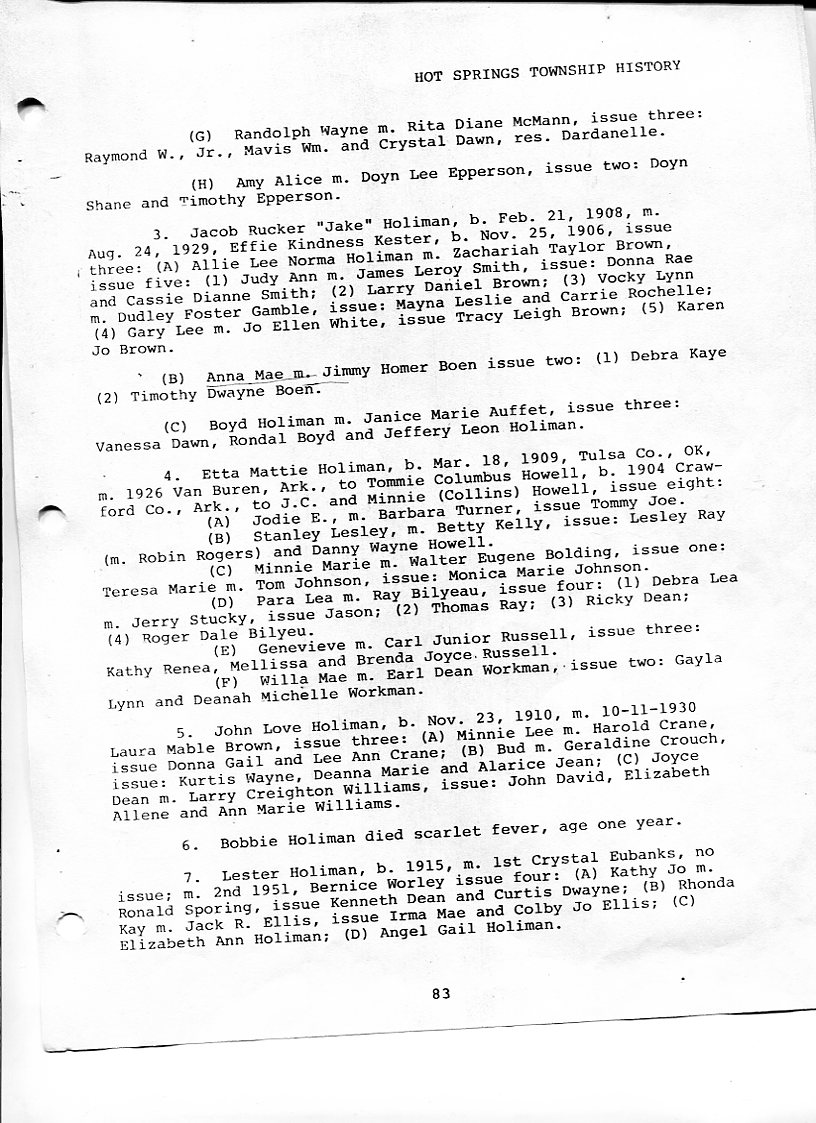 HOT SPRINGS TOWNSHIP HISTORY
(G) Randolph Wayne m. Rita Diane McMann, issue three:
Raymond W., Jr., Mavis Wm. and Crystal Dawn, res. Dardanelle.
(H) Amy Alice m. Doyn Lee Epperson, issue two: Doyn
Shane and Timothy Epperson.
3. Jacob Rucker "Jake" Holiman, b. Feb. 21, 1908, m.
Aug. 24, 1929, Effie Kindness Kester, b. Nov. 25, 1906, issue
three: (A) Allie Lee Norma Holiman m. Zachariah Taylor Brown,
issue five: (1) Judy Ann m. James Leroy Smith, issue: Donna Rae
and Cassie Dianne Smith; (2) Larry Daniel Brown; (3) Vocky Lynn
m. Dudley Foster Gamble, issue: Mayna Leslie and Carrie Rochelle;
(4) Gary Lee m. Jo Ellen White, issue Tracy Leigh Brown; (5) Karen
Jo Brown.
(B) Anna Mae m. Jimmy Homer Boen issue two: (1) Debra Kaye
(2) Timothy Dwayne Boen.
(C) Boyd Holiman m. Janice Marie Auffet, issue three:
Vanessa Dawn, Rondal Boyd and Jeffery Leon Holiman.
4. Etta Mattie Holiman, b. Mar. 18, 1909, Tulsa Co., OK,
m. 1926 Van Buren, Ark., to Tommie Columbus Howell, b. 1904 Craw-
ford Co., Ark., to J.C. and Minnie (Collins) Howell, issue eight:
(A) Jodie E., m. Barbara Turner, issue Tommy Joe.
(B) Stanley Lesley, m. Betty Kelly, issue: Lesley Ray
(m. Robin Rogers) and Danny Wayne Howell.
(C) Minnie Marie m. Walter Eugene Bolding, issue one:
Teresa Marie m. Tom Johnson, issue: Monica Marie Johnson.
(D) Para Lea m. Ray Bilyeau, issue four: (1) Debra Lea
m. Jerry Stucky, issue Jason; (2) Thomas Ray; (3) Ricky Dean;
(4) Roger Dale Bilyeu.
(E) Genevieve m. Carl Junior Russell, issue three:
Kathy Renea, Mellissa and Brenda Joyce Russell.
(F) Willa Mae m. Earl Dean Workman, issue two: Gayla
Lynn and Deanah Michelle Workman.
5. John Love Holiman, b. Nov. 23, 1910, m. 10-11-1930
Laura Mable Brown, issue three: (A) Minnie Lee m. Harold Crane,
issue Donna Gail and Lee Ann Crane; (B) Bud m. Geraldine Crouch,
issue: Kurtis Wayne, Deanna Marie and Alarice Jean; (C) Joyce
Dean m. Larry Creighton Williams, issue: John David, Elizabeth
Allene and Ann Marie Williams.
6. Bobbie Holiman died scarlet fever, age one year.
7. Lester Holiman, b. 1915, m. 1st Crystal Eubanks, no
issue; m. 2nd 1951, Bernice Worley issue four: (A) Kathy Jo m.
Ronald Sporing, issue Kenneth Dean and Curtis Dwayne; (B) Rhonda
Kay m. Jack R. Ellis, issue Irma Mae and Colby Jo Ellis; (C)
Elizabeth Ann Holiman; (D) Angel Gail Holiman.
83